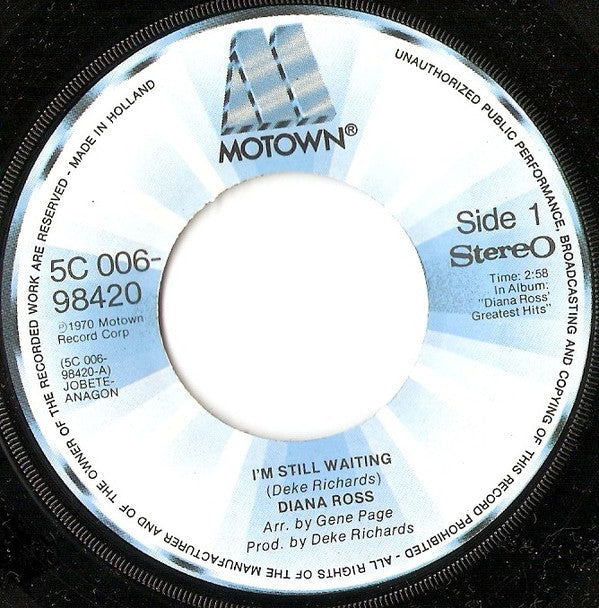 MOTOWN®
UNAUTHORIZED PUBLIC PERFORMANCE, BROADCASTING AND COPYING OF THIS RECORD PROHIBITED - ALL RIGHTS OF THE MANUFACTURER AND OF THE OWNER OF THE RECORDED WORK ARE RESERVED - MADE IN HOLLAND
5C 006-
98420
℗1970 Motown
Record Corp
(5C 006-
98420-A)
JOBETE-
ANAGON
Side 1
Stereo
Time: 2:58
In Album:
"Diana Ross'
Greatest Hits"
I'M STILL WAITING
(Deke Richards)
DIANA ROSS
Arr. by Gene Page
Prod. by Deke Richards